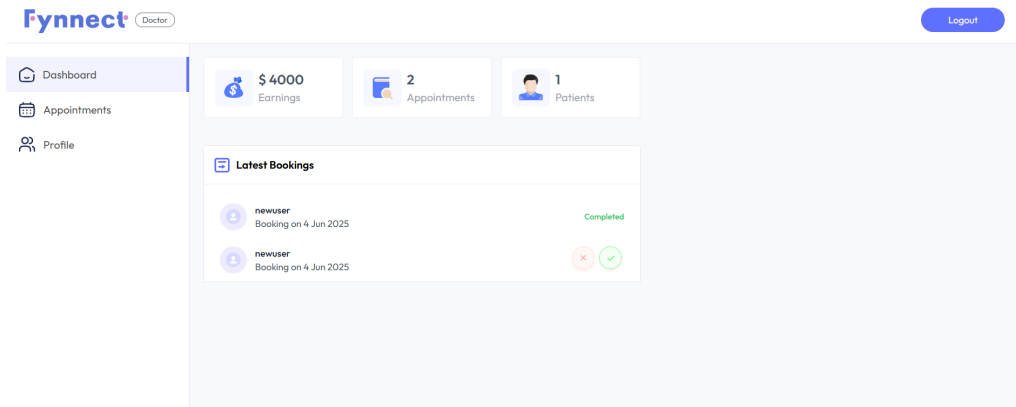 Fynnect Doctor
Logout
Dashboard
Appointments
Profile
$ 4000
Earnings
2
Appointments
1
Patients
Latest Bookings
newuser
Booking on 4 Jun 2025
Completed
newuser
Booking on 4 Jun 2025